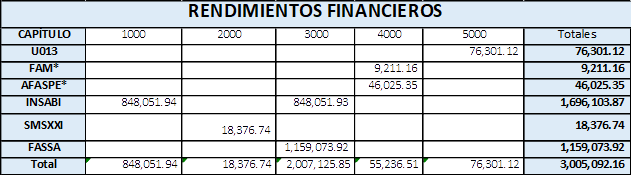 RENDIMIENTOS FINANCIEROS
CAPÍTULO 1000 2000 3000 4000 5000 Totales
U013 76,301.12 76,301.12
FAM* 9,211.16 9,211.16
AFASPE* 46,025.35 46,025.35
INSABI 848,051.94 848,051.93 1,696,103.87
SMSXXI 18,376.74 18,376.74
FASSA 1,159,073.92 1,159,073.92
Total 848,051.94 18,376.74 2,007,125.85 55,236.51 76,301.12 3,005,092.16